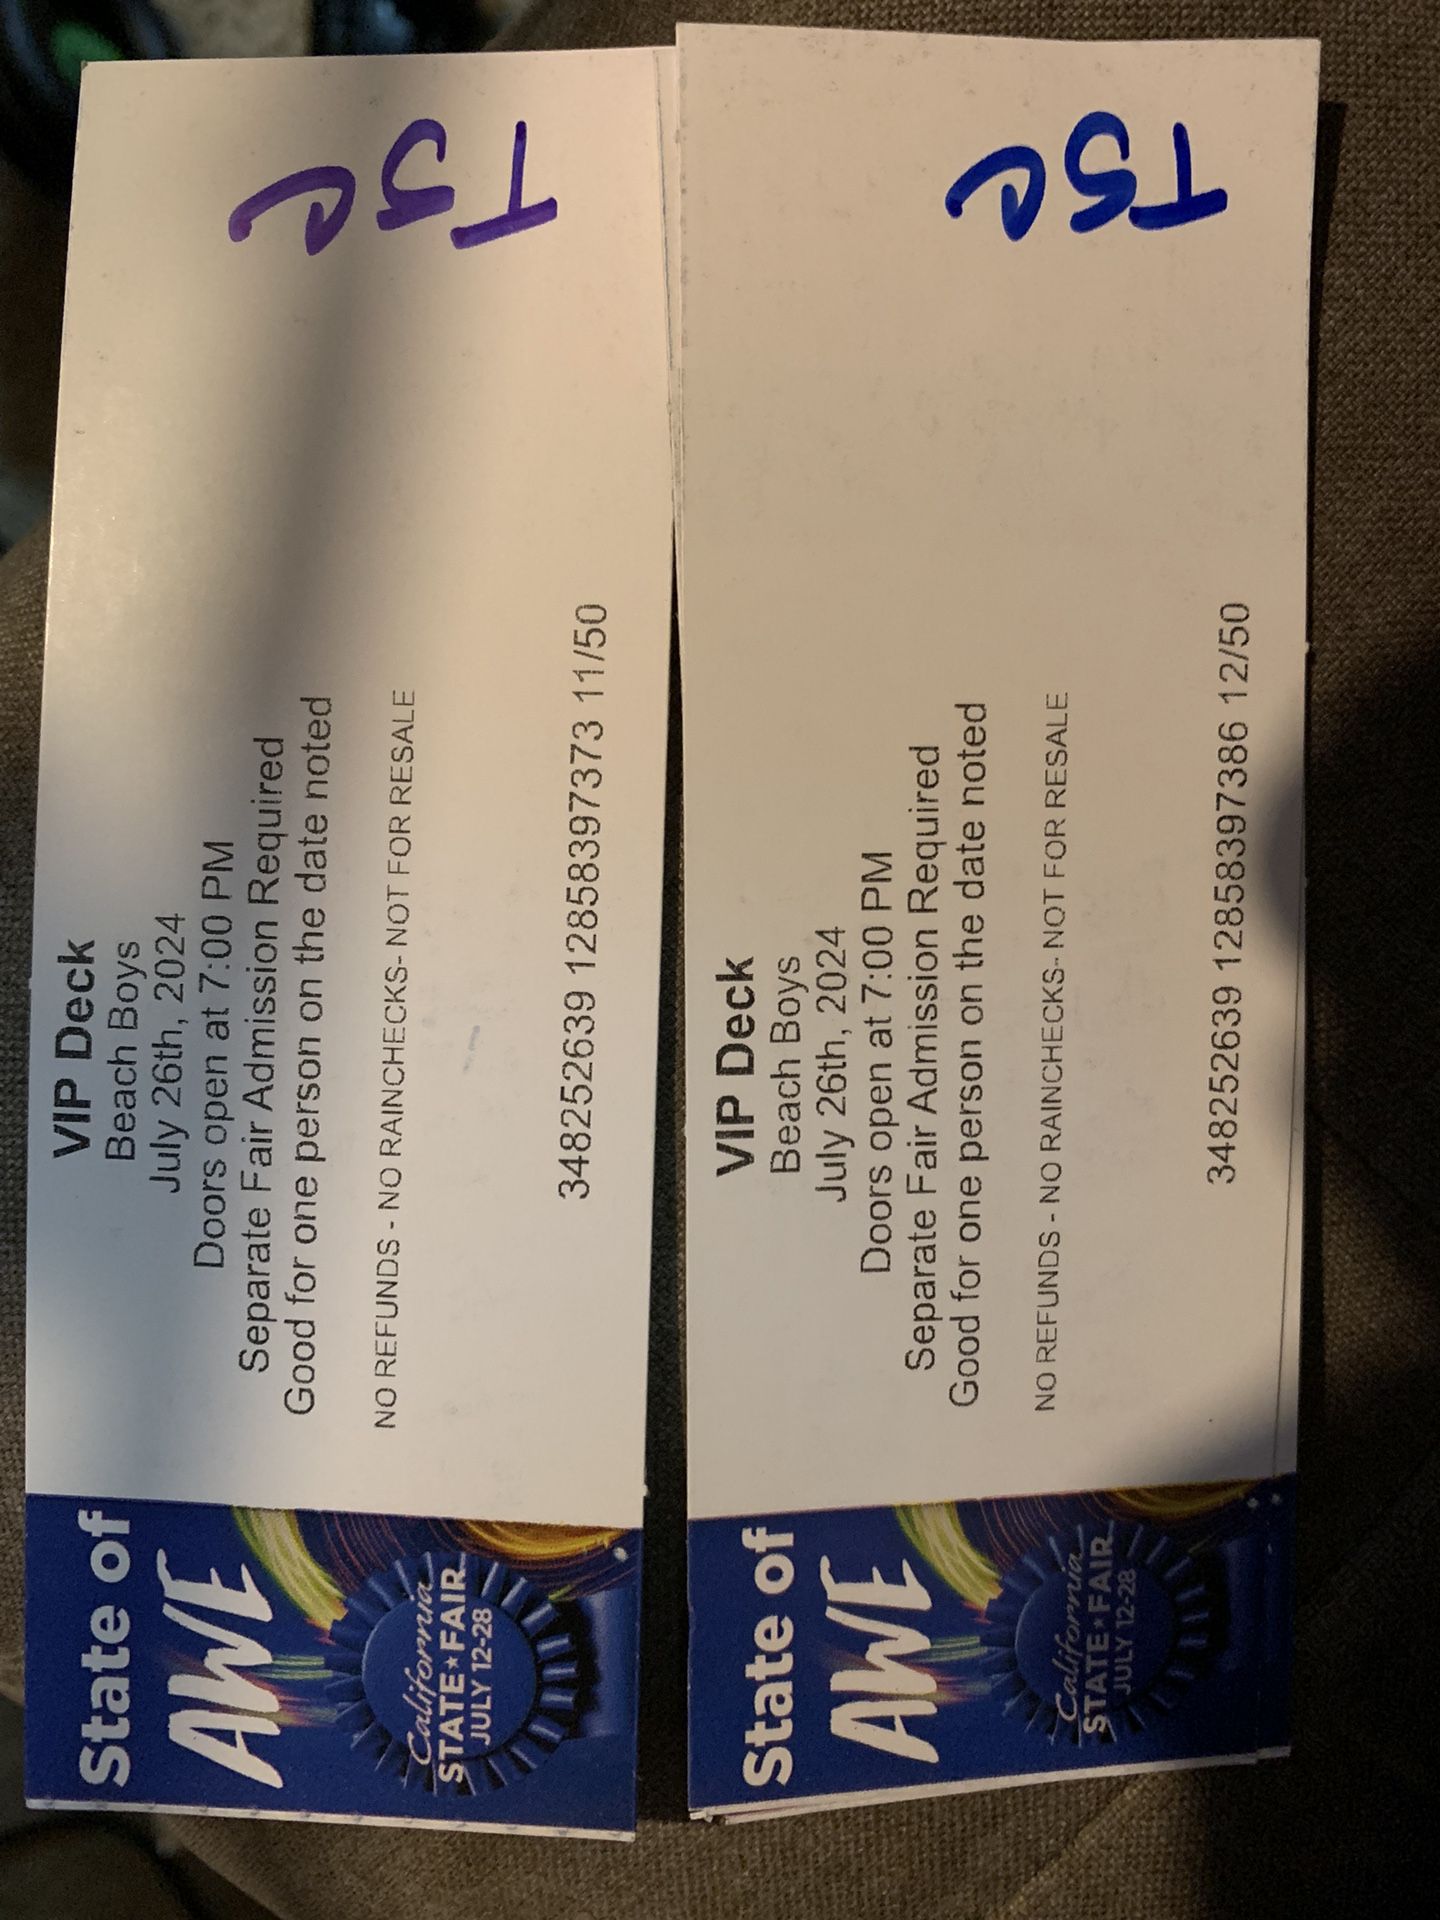 State of
AWE
California
STATE★FAIR
JULY 12-28
VIP Deck
Beach Boys
July 26th, 2024
Doors open at 7:00 PM
Separate Fair Admission Required
Good for one person on the date noted
NO REFUNDS - NO RAINCHECKS- NOT FOR RESALE
348252639 12858397373 11/50
TSC
State of
AWE
California
STATE★FAIR
JULY 12-28
VIP Deck
Beach Boys
July 26th, 2024
Doors open at 7:00 PM
Separate Fair Admission Required
Good for one person on the date noted
NO REFUNDS - NO RAINCHECKS- NOT FOR RESALE
348252639 12858397386 12/50
TSC